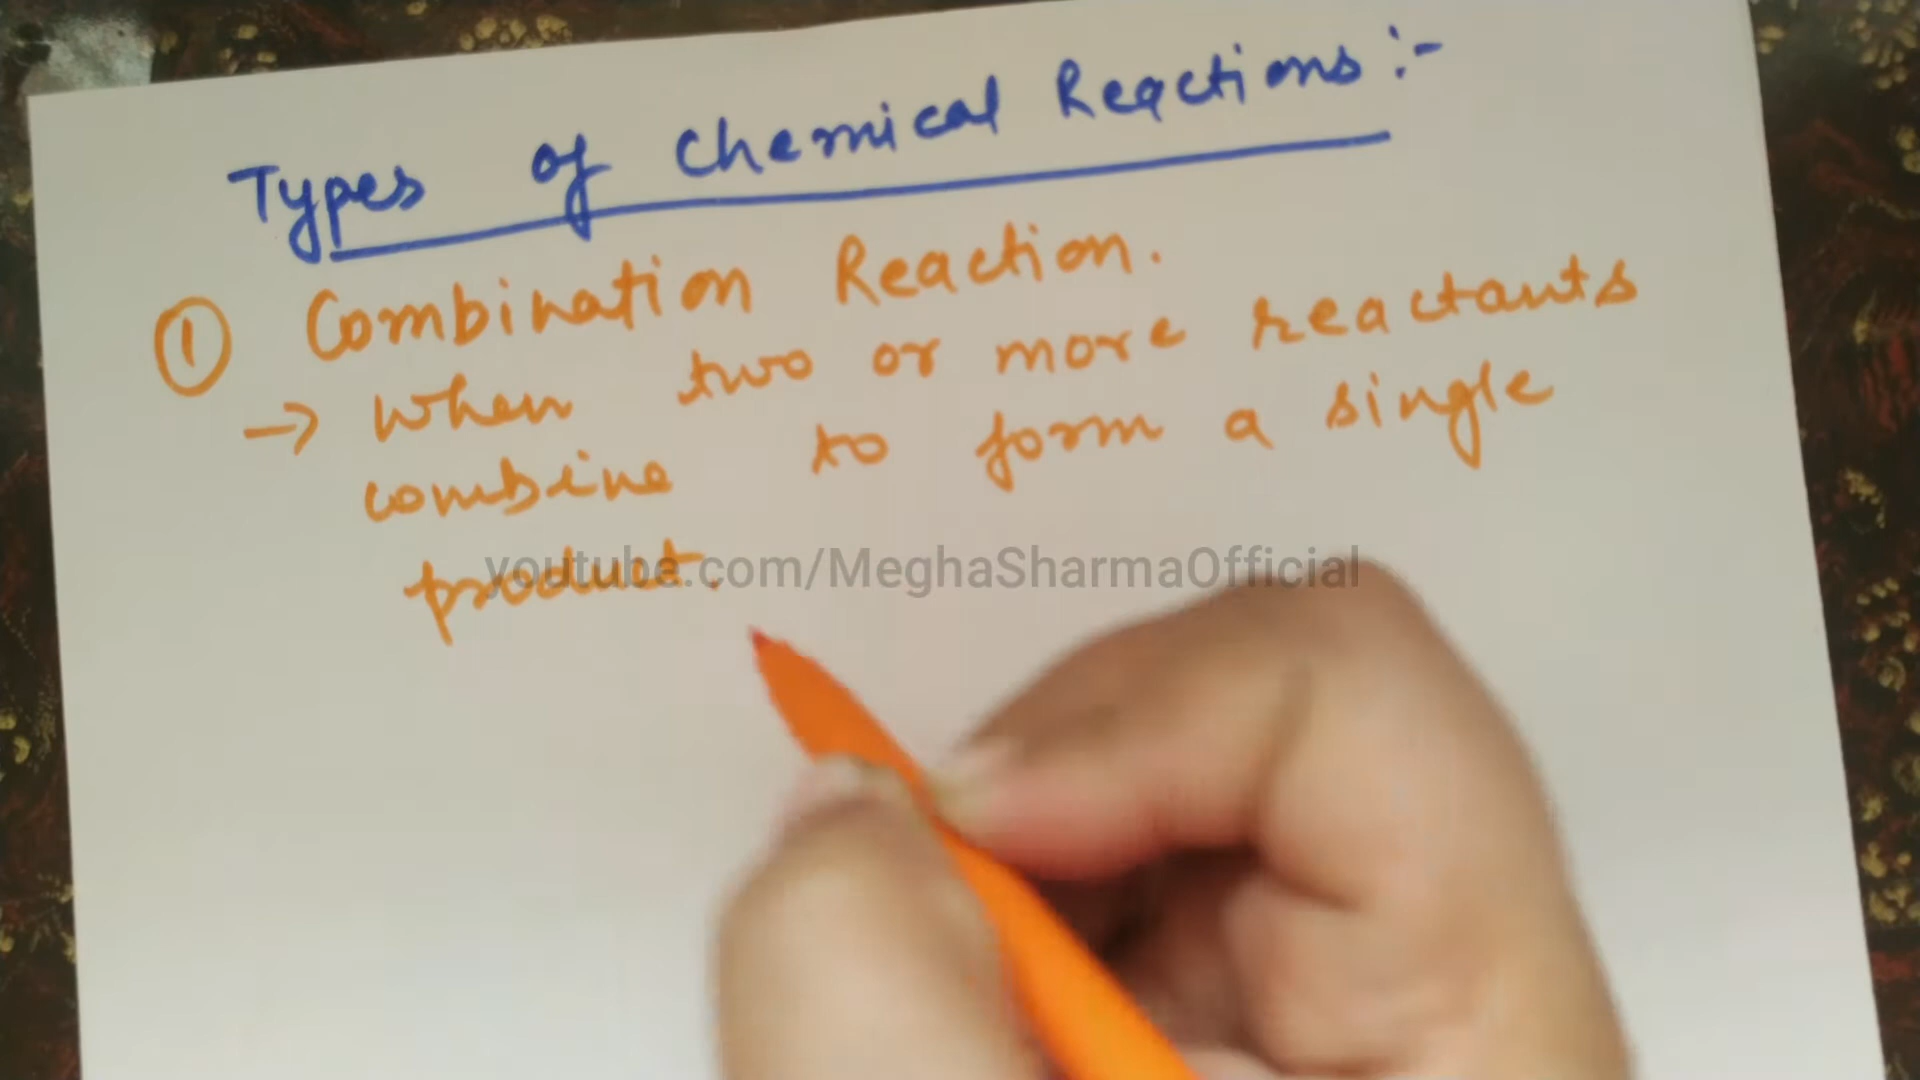 Types of Chemical Reactions:-
① Combination Reaction.
→ When two or more reactants
combine to form a single
product.
youtube.com/MeghaSharmaOfficial